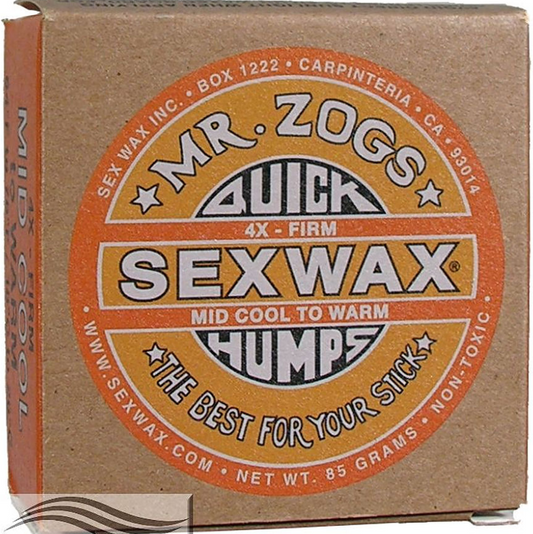 SEX WAX INC. • BOX 1222 • CARPINTERIA • CA • 93014
MR. ZOGS
QUICK
4X - FIRM
SEXWAX®
MID COOL TO WARM
HUMPS
THE BEST FOR YOUR STICK
• WWW.SEXWAX.COM • NET WT. 85 GRAMS • NON-TOXIC •
4X - FIRM
MID COOL